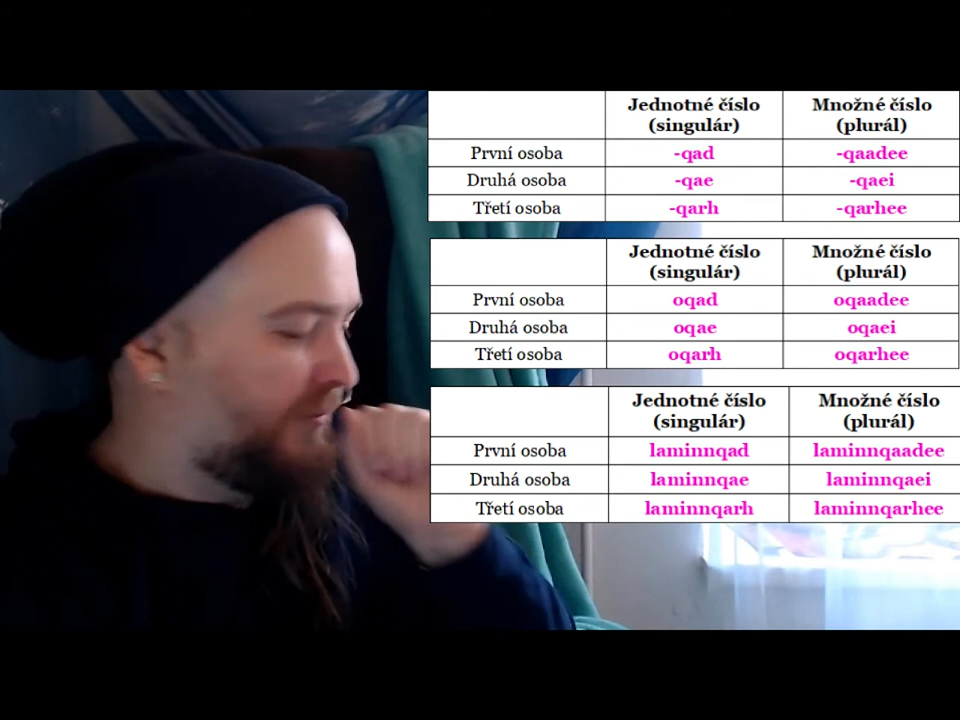 Jednotné číslo Množné číslo
(singulár) (plurál)
První osoba -qad -qaadee
Druhá osoba -qae -qaei
Třetí osoba -qarh -qarhee
Jednotné číslo Množné číslo
(singulár) (plurál)
První osoba oqad oqaadee
Druhá osoba oqae oqaei
Třetí osoba oqarh oqarhee
Jednotné číslo Množné číslo
(singulár) (plurál)
První osoba laminnqad laminnqaadee
Druhá osoba laminnqae laminnqaei
Třetí osoba laminnqarh laminnqarhee